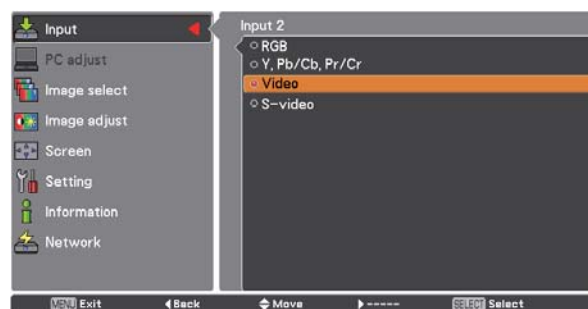 Input
PC adjust
Image select
Image adjust
Screen
Setting
Information
Network
Input 2
RGB
Y, Pb/Cb, Pr/Cr
Video
S-video
MENU Exit
Back
Move
-----
SELECT Select